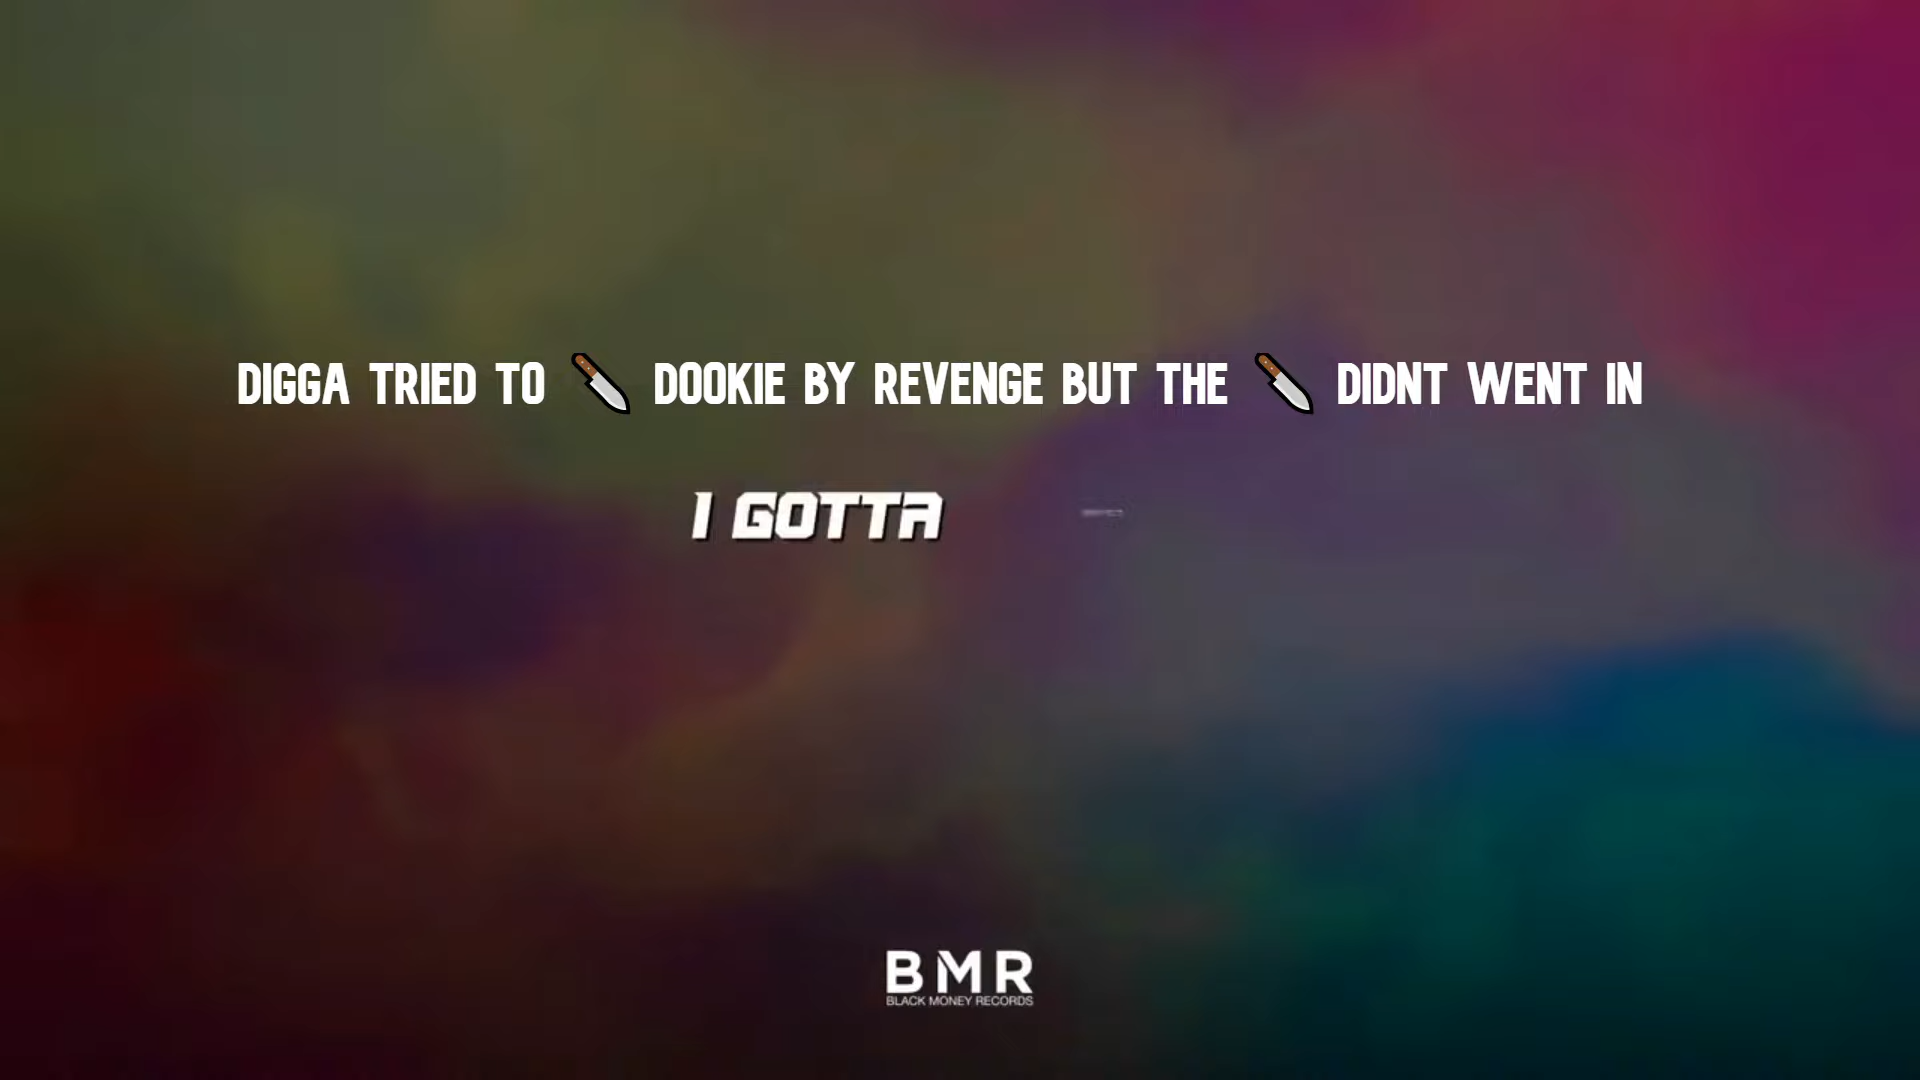 DIGGA TRIED TO 🔪 DOOKIE BY REVENGE BUT THE 🔪 DIDNT WENT IN
I GOTTA
BMR
BLACK MONEY RECORDS